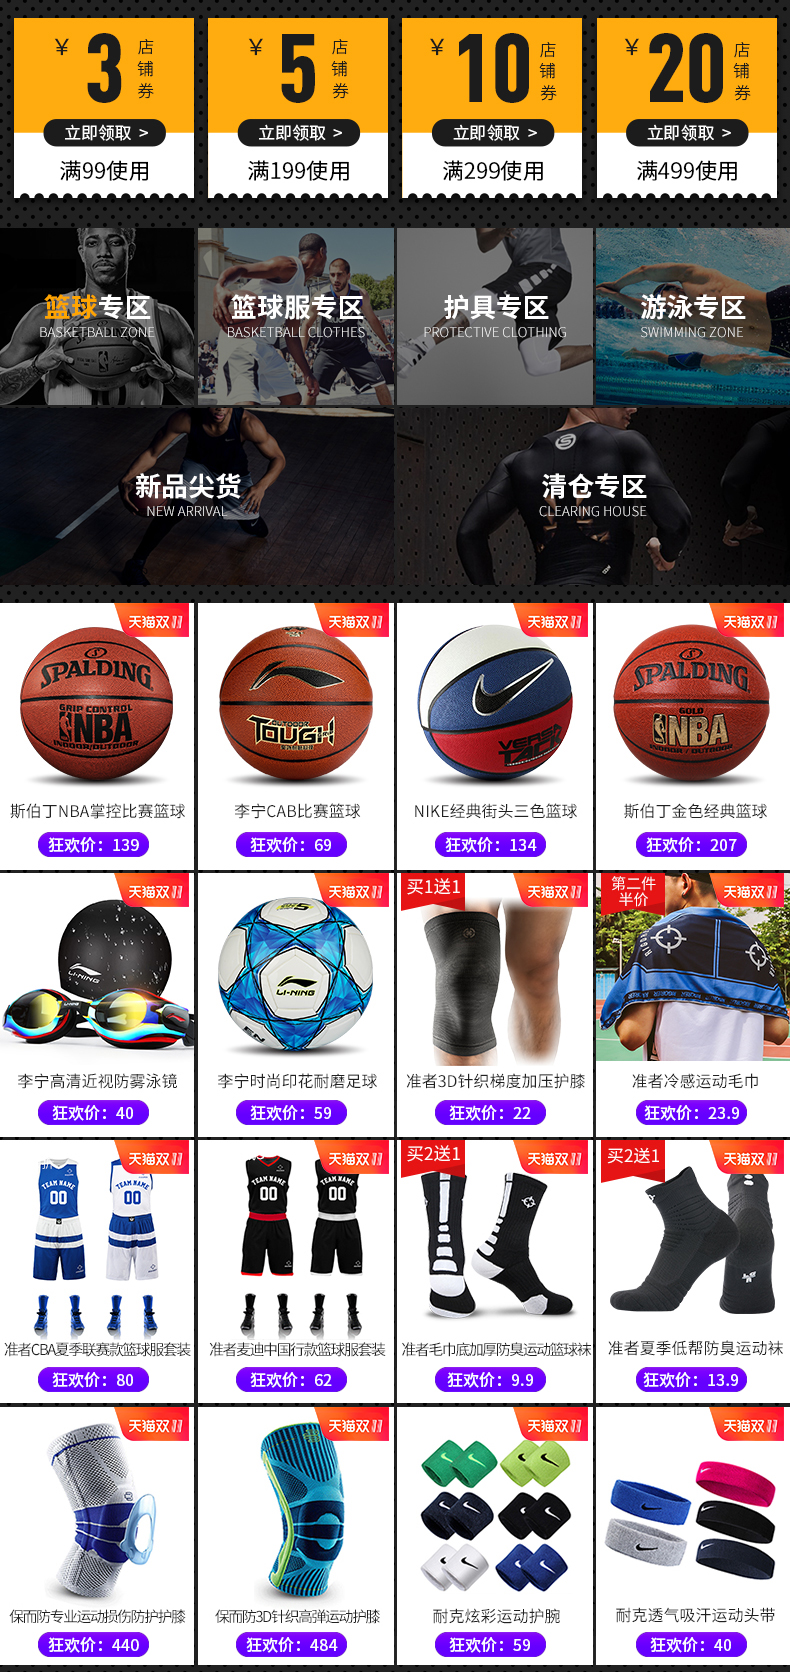 ¥ 3 店铺券
¥ 5 店铺券
¥ 10 店铺券
¥ 20 店铺券
立即领取 >
立即领取 >
立即领取 >
立即领取 >
满99使用
满199使用
满299使用
满499使用
篮球专区
篮球服专区
护具专区
游泳专区
BASKETBALL ZONE
BASKETBALL CLOTHES
PROTECTIVE CLOTHING
SWIMMING ZONE
新品尖货
清仓专区
NEW ARRIVAL
CLEARING HOUSE
天猫双11
天猫双11
天猫双11
天猫双11
SPALDING
GRIP CONTROL
NBA
INDOOR/OUTDOOR
OUTDOOR
TOUGH
VERSA
TACK
SPALDING
GOLD
NBA
INDOOR / OUTDOOR
斯伯丁NBA掌控比赛篮球
李宁CAB比赛篮球
NIKE经典街头三色篮球
斯伯丁金色经典篮球
狂欢价：139
狂欢价：69
狂欢价：134
狂欢价：207
天猫双11
天猫双11
买1送1
天猫双11
第二件
半价
天猫双11
LI-NING
LI-NING
李宁高清近视防雾泳镜
李宁时尚印花耐磨足球
准者3D针织梯度加压护膝
准者冷感运动毛巾
狂欢价：40
狂欢价：59
狂欢价：22
狂欢价：23.9
天猫双11
天猫双11
买2送1
天猫双11
买2送1
天猫双11
TEAM NAME
00
TEAM NAME
00
TEAM NAME
00
TEAM NAME
00
准者CBA夏季联赛款篮球服套装
准者麦迪中国行款篮球服套装
准者毛巾底加厚防臭运动篮球袜
准者夏季低帮防臭运动袜
狂欢价：80
狂欢价：62
狂欢价：9.9
狂欢价：13.9
天猫双11
天猫双11
天猫双11
天猫双11
保而防专业运动损伤防护护膝
保而防3D针织高弹运动护膝
耐克炫彩运动护腕
耐克透气吸汗运动头带
狂欢价：440
狂欢价：484
狂欢价：59
狂欢价：40